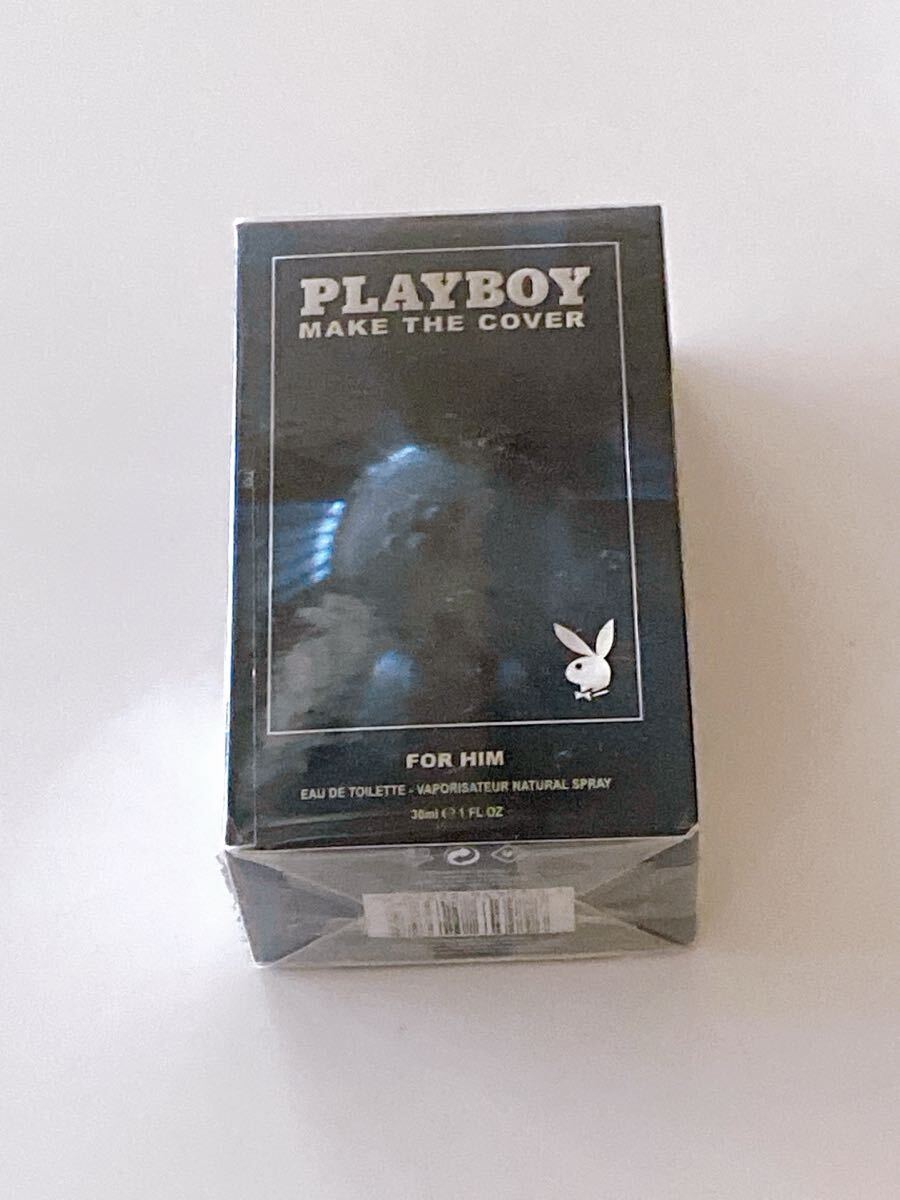 PLAYBOY
MAKE THE COVER
FOR HIM
EAU DE TOILETTE - VAPORISATEUR NATURAL SPRAY
30ml ℮ 1 FL OZ